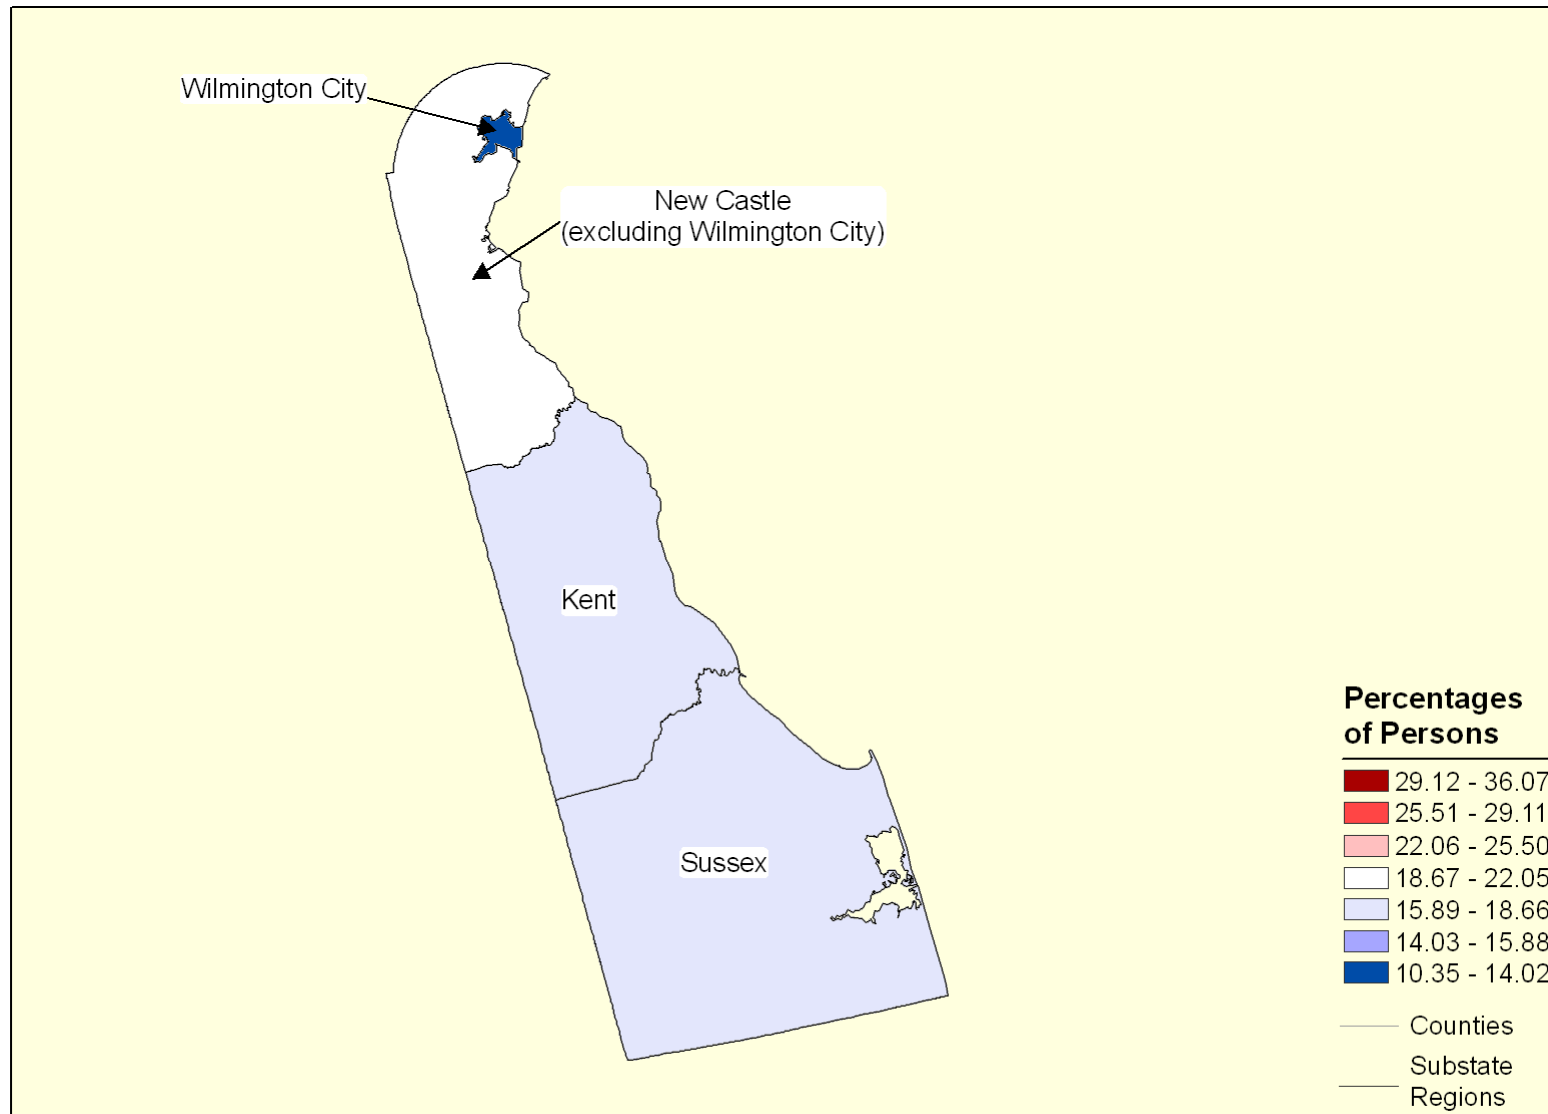 Wilmington City
New Castle
(excluding Wilmington City)
Kent
Sussex
Percentages
of Persons
29.12 - 36.07
25.51 - 29.11
22.06 - 25.50
18.67 - 22.05
15.89 - 18.66
14.03 - 15.88
10.35 - 14.02
Counties
Substate
Regions